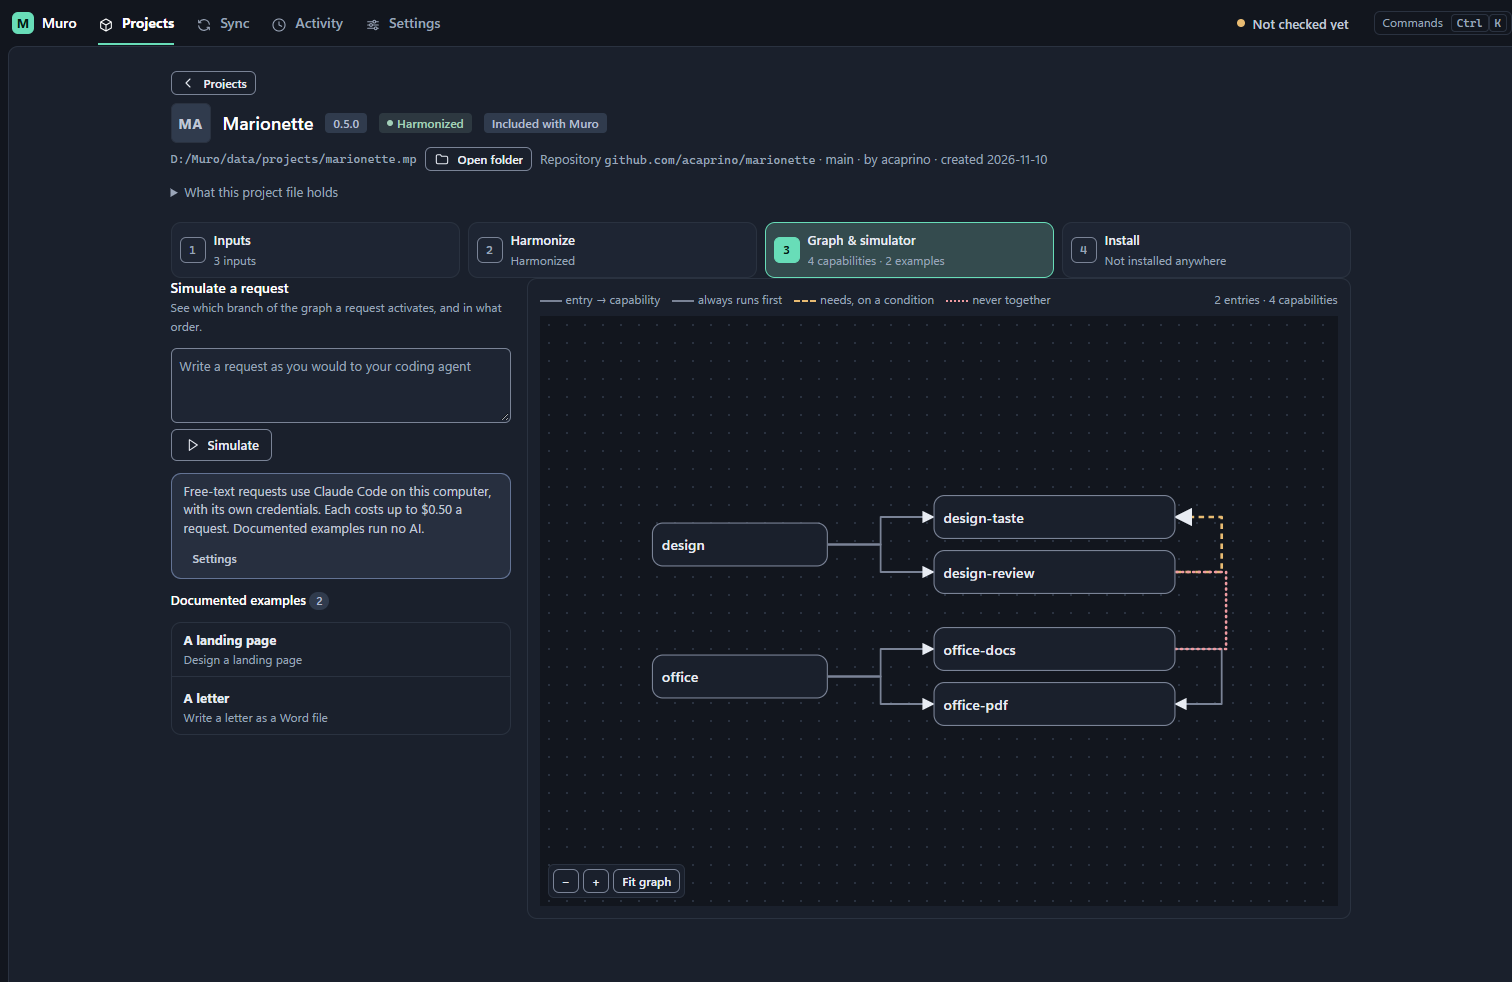 M Muro Projects Sync Activity Settings Not checked yet Commands Ctrl K
Projects
MA Marionette 0.5.0 Harmonized Included with Muro
D:/Muro/data/projects/marionette.mp Open folder Repository github.com/acaprino/marionette · main · by acaprino · created 2026-11-10
What this project file holds
1 Inputs
3 inputs
2 Harmonize
Harmonized
3 Graph & simulator
4 capabilities · 2 examples
4 Install
Not installed anywhere
Simulate a request
See which branch of the graph a request activates, and in what
order.
Write a request as you would to your coding agent
Simulate
Free-text requests use Claude Code on this computer,
with its own credentials. Each costs up to $0.50 a
request. Documented examples run no AI.
Settings
Documented examples 2
A landing page
Design a landing page
A letter
Write a letter as a Word file
entry → capability always runs first needs, on a condition never together 2 entries · 4 capabilities
design-taste
design
design-review
office-docs
office
office-pdf
− + Fit graph